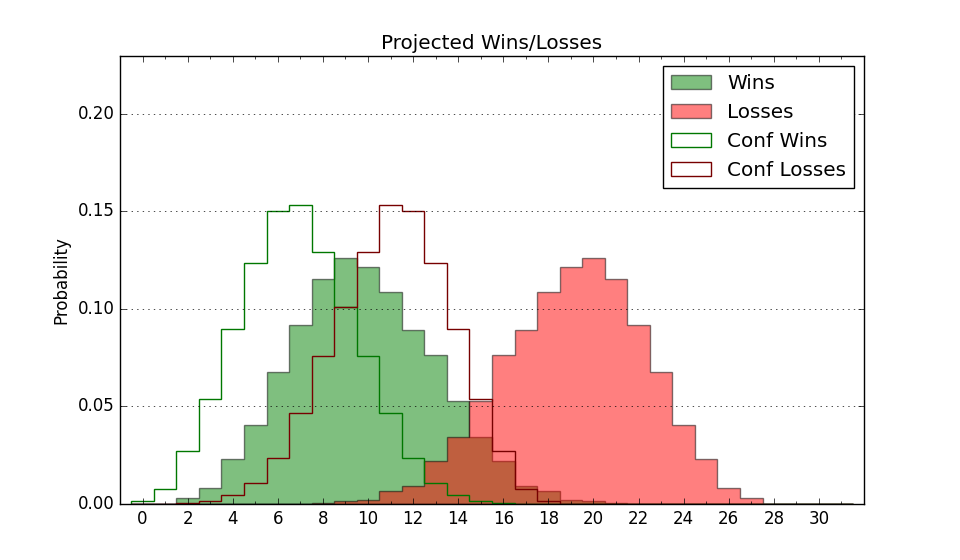 Projected Wins/Losses
Wins
Losses
Conf Wins
Conf Losses
Probability
0.20
0.15
0.10
0.05
0.00
0 2 4 6 8 10 12 14 16 18 20 22 24 26 28 30